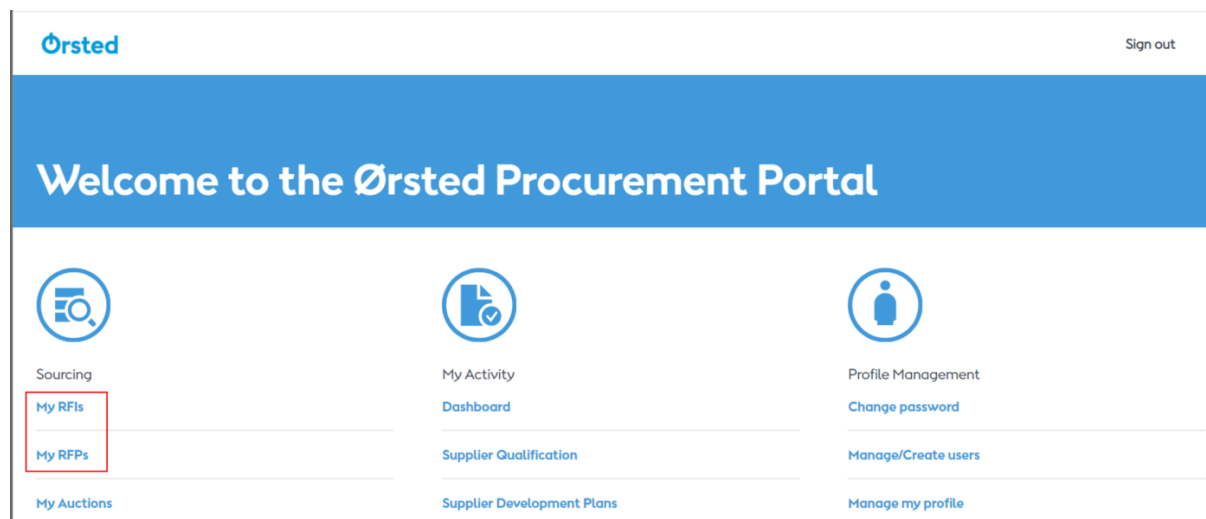 Ørsted
Sign out
Welcome to the Ørsted Procurement Portal
Sourcing
My RFIs
My RFPs
My Auctions
My Activity
Dashboard
Supplier Qualification
Supplier Development Plans
Profile Management
Change password
Manage/Create users
Manage my profile